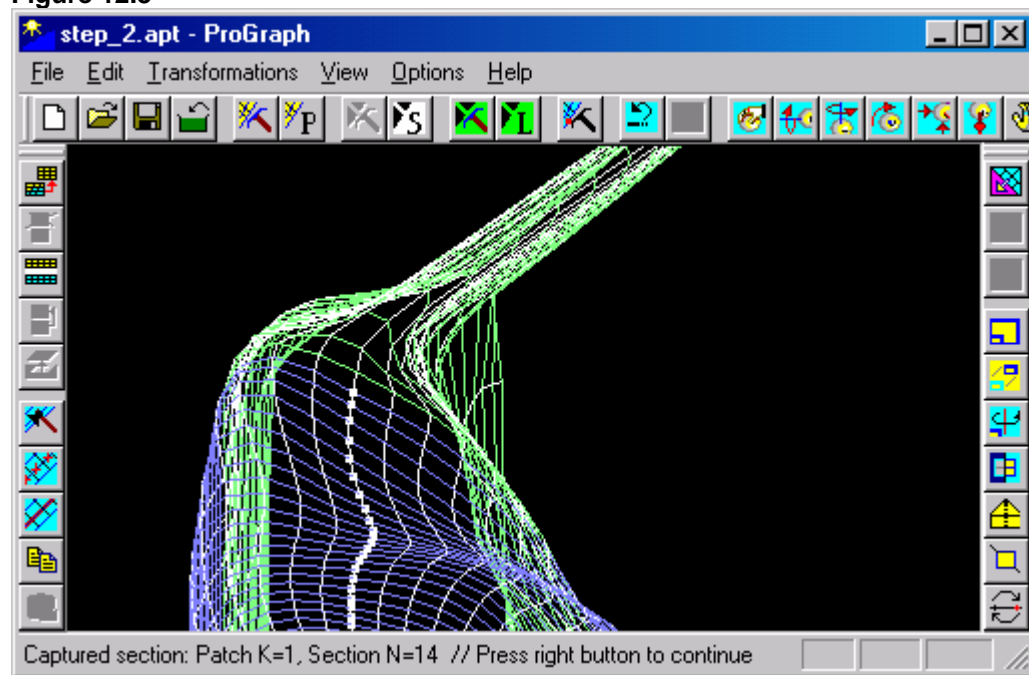 step_2.apt - ProGraph
File Edit Transformations View Options Help
P S L
Captured section: Patch K=1, Section N=14 // Press right button to continue